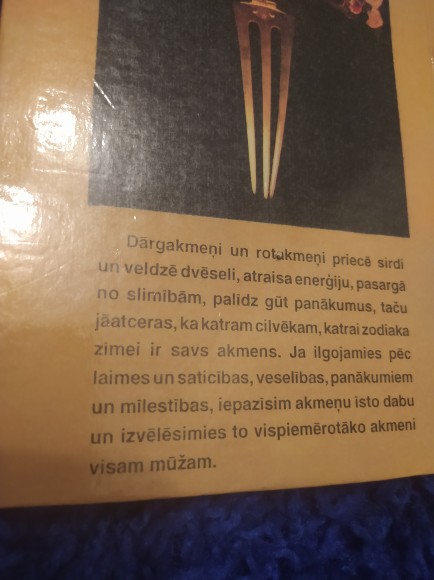 Dārgakmeņi un rotakmeņi priecē sirdi
un veldzē dvēseli, atraisa enerģiju, pasargā
no slimībām, palīdz gūt panākumus, taču
jāatceras, ka katram cilvēkam, katrai zodiaka
zīmei ir savs akmens. Ja ilgojamies pēc
laimes un saticības, veselības, panākumiem
un mīlestības, iepazīsim akmeņu īsto dabu
un izvēlēsimies to vispiemērotāko akmeni
visam mūžam.